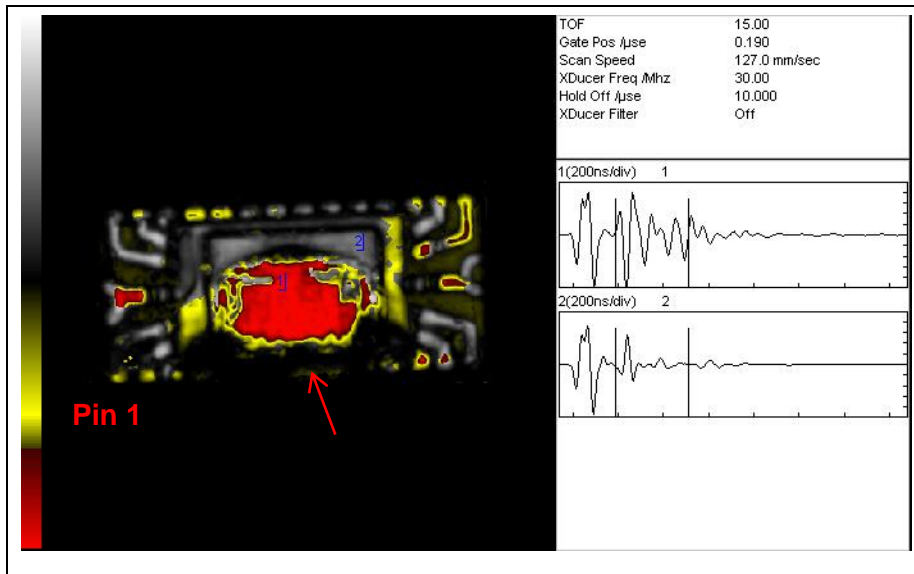 TOF 15.00
Gate Pos /µse 0.190
Scan Speed 127.0 mm/sec
XDucer Freq /Mhz 30.00
Hold Off /µse 10.000
XDucer Filter Off
1(200ns/div) 1
2(200ns/div) 2
2
1
Pin 1